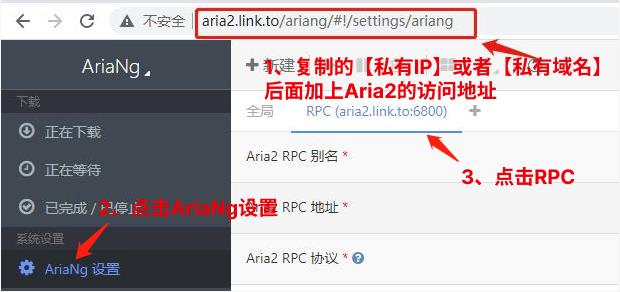 不安全 aria2.link.to/ariang/#!/settings/ariang
AriaNg
新建
1、复制的【私有IP】或者【私有域名】
后面加上Aria2的访问地址
下载
正在下载
全局 RPC (aria2.link.to:6800)
正在等待
Aria2 RPC 别名 *
3、点击RPC
已完成 / 已停止
2、点击AriaNg设置
Aria2 RPC 地址 *
系统设置
AriaNg 设置
Aria2 RPC 协议 *